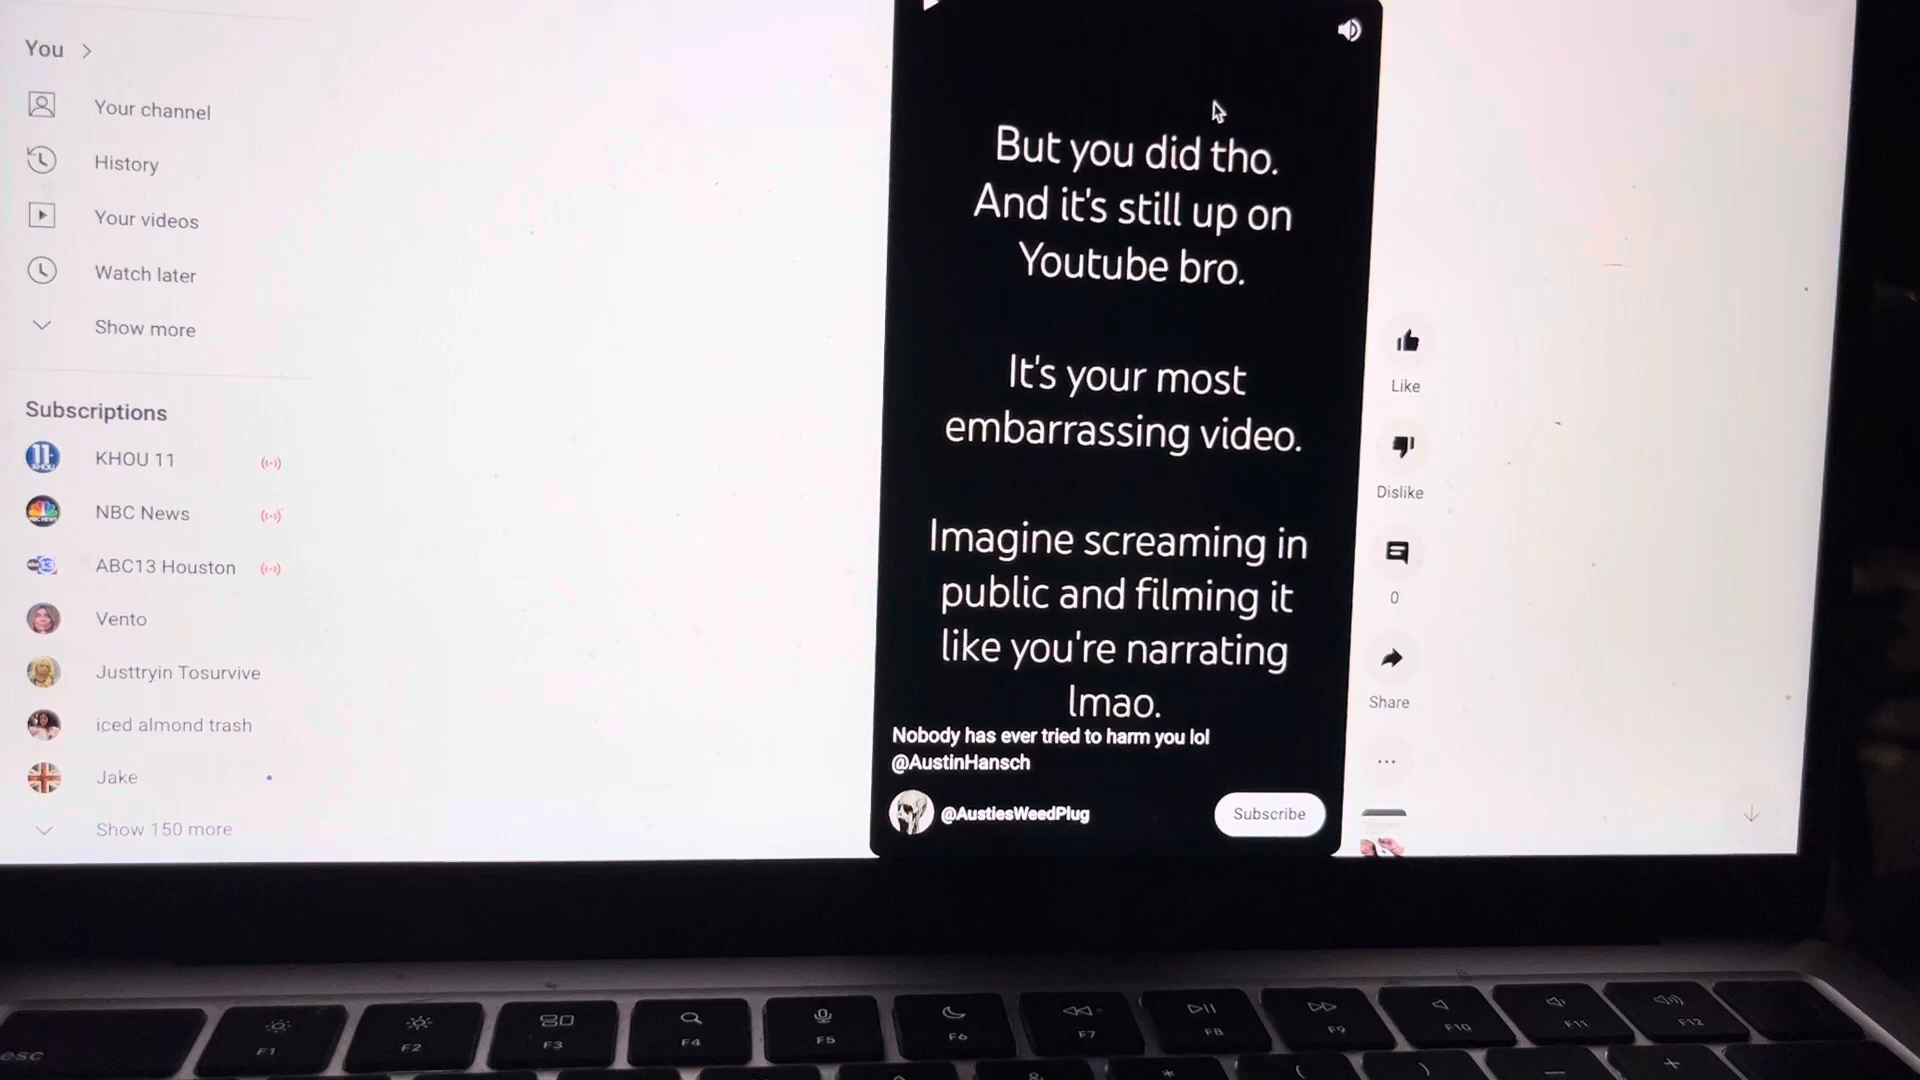 You
Your channel
History
Your videos
Watch later
Show more
Subscriptions
KHOU 11
NBC News
ABC13 Houston
Vento
Justtryin Tosurvive
iced almond trash
Jake
Show 150 more
But you did tho.
And it's still up on
Youtube bro.
It's your most
embarrassing video.
Imagine screaming in
public and filming it
like you're narrating
lmao.
Nobody has ever tried to harm you lol
@AustinHansch
@AustiesWeedPlug
Subscribe
Like
Dislike
0
Share
esc
F1
F2
F3
F4
F5
F6
F7
F8
F9
F10
F11
F12